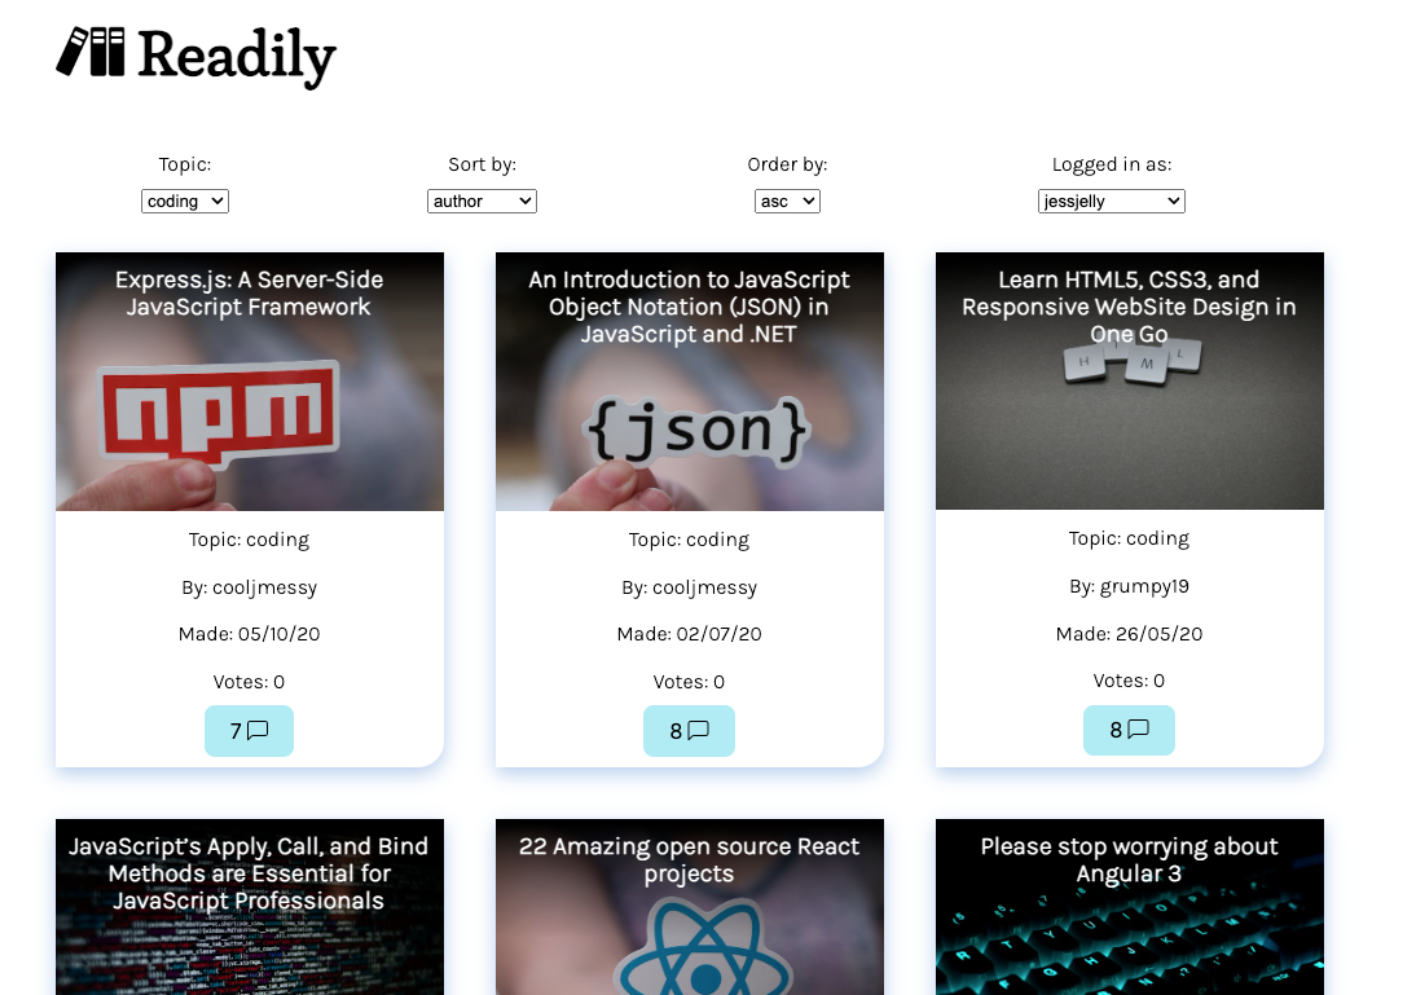 Readily
Topic:
Sort by:
Order by:
Logged in as:
coding
author
asc
jessjelly
Express.js: A Server-Side
JavaScript Framework
npm
Topic: coding
By: cooljmessy
Made: 05/10/20
Votes: 0
7
An Introduction to JavaScript
Object Notation (JSON) in
JavaScript and .NET
{json}
Topic: coding
By: cooljmessy
Made: 02/07/20
Votes: 0
8
Learn HTML5, CSS3, and
Responsive WebSite Design in
One Go
H T M L
Topic: coding
By: grumpy19
Made: 26/05/20
Votes: 0
8
JavaScript's Apply, Call, and Bind
Methods are Essential for
JavaScript Professionals
22 Amazing open source React
projects
Please stop worrying about
Angular 3